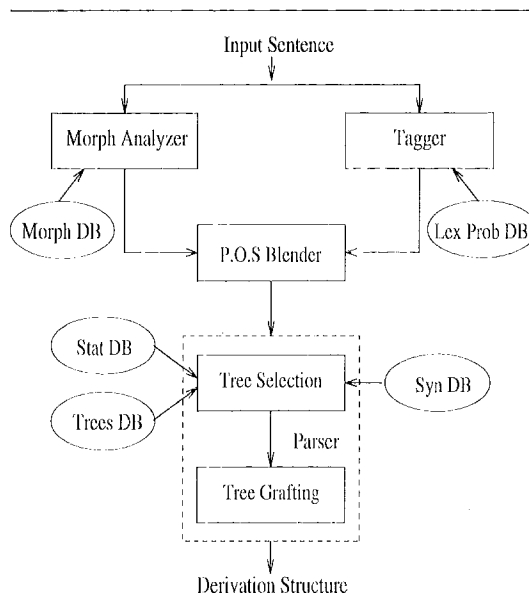 Input Sentence
Morph Analyzer
Tagger
Morph DB
Lex Prob DB
P.O.S Blender
Stat DB
Tree Selection
Syn DB
Trees DB
Parser
Tree Grafting
Derivation Structure